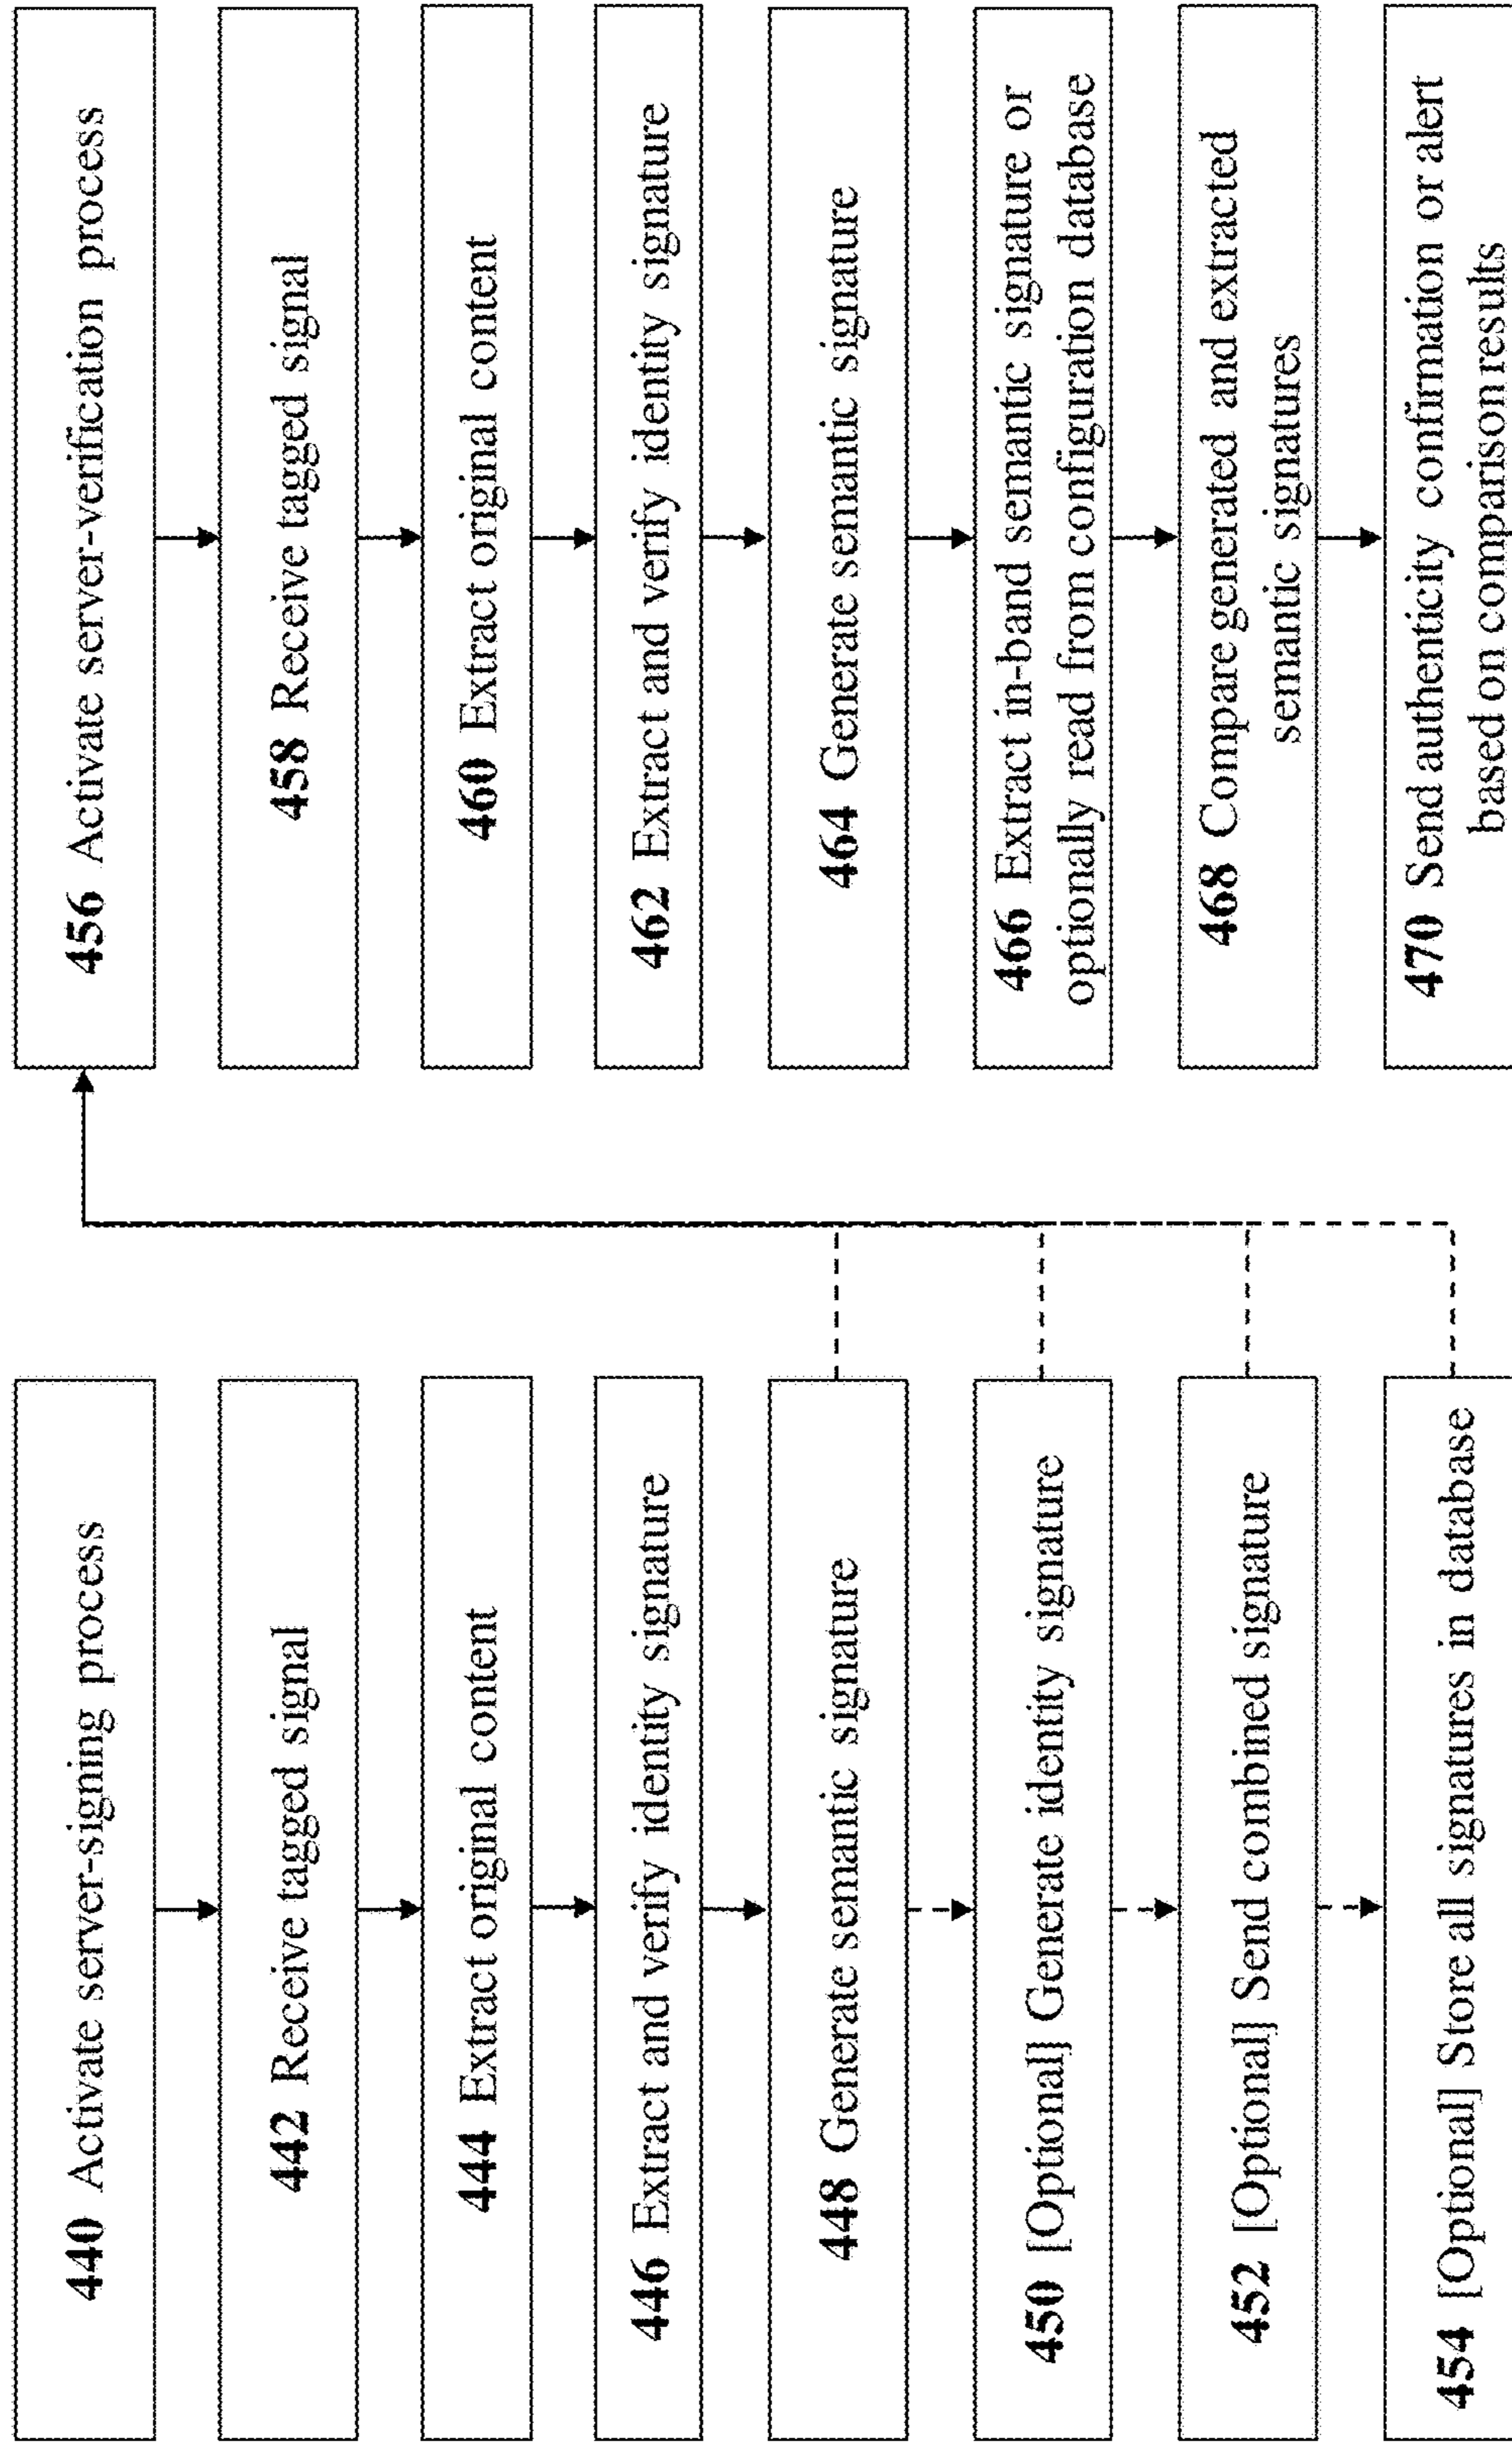 440 Activate server-signing process
442 Receive tagged signal
444 Extract original content
446 Extract and verify identity signature
448 Generate semantic signature
450 [Optional] Generate identity signature
452 [Optional] Send combined signature
454 [Optional] Store all signatures in database
456 Activate server-verification process
458 Receive tagged signal
460 Extract original content
462 Extract and verify identity signature
464 Generate semantic signature
466 Extract in-band semantic signature or
optionally read from configuration database
468 Compare generated and extracted
semantic signatures
470 Send authenticity confirmation or alert
based on comparison results